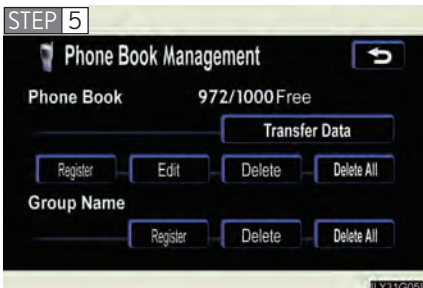 STEP 5
Phone Book Management
Phone Book 972/1000 Free
Transfer Data
Register Edit Delete Delete All
Group Name
Register Delete Delete All